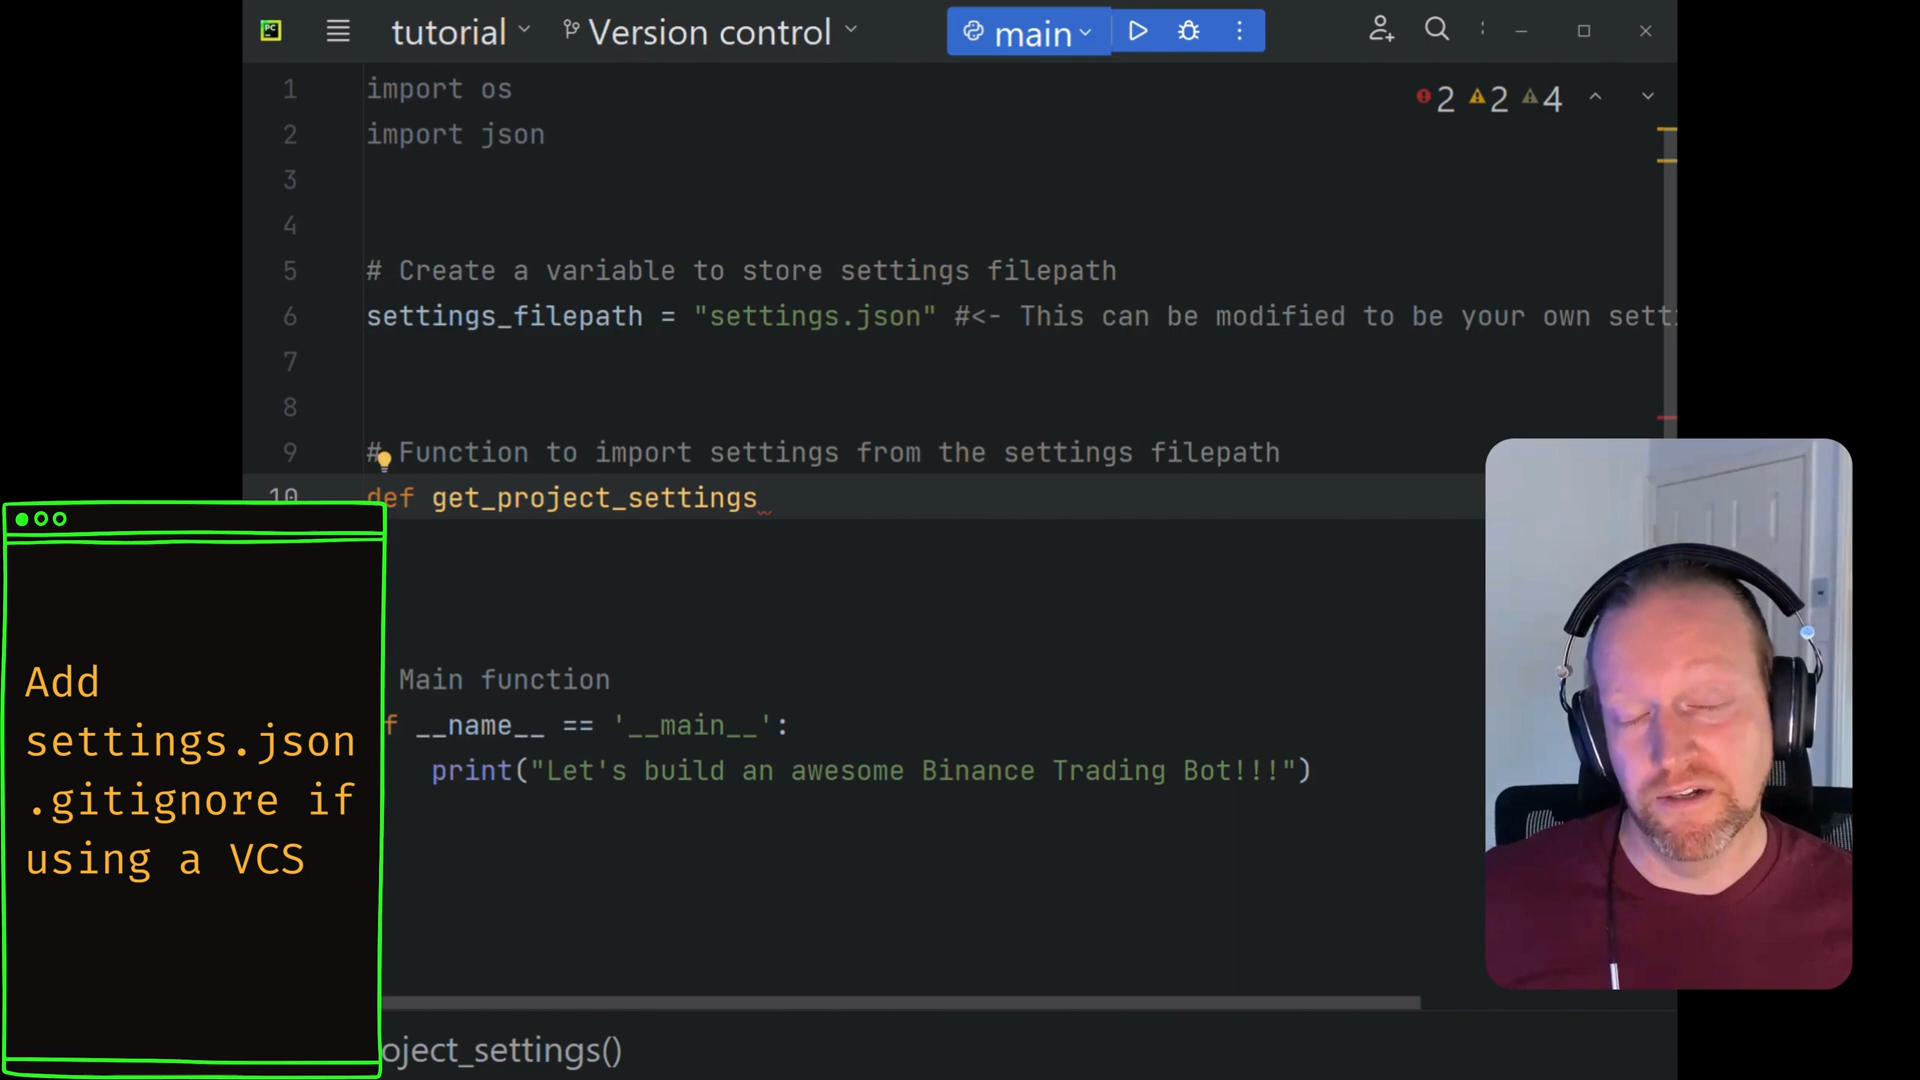 PC
tutorial
Version control
main
2 2 4
1 import os
2 import json
3
4
5 # Create a variable to store settings filepath
6 settings_filepath = "settings.json" #<- This can be modified to be your own sett
7
8
9 # Function to import settings from the settings filepath
10 def get_project_settings
Main function
f __name__ == '__main__':
print("Let's build an awesome Binance Trading Bot!!!")
oject_settings()
Add
settings.json
.gitignore if
using a VCS